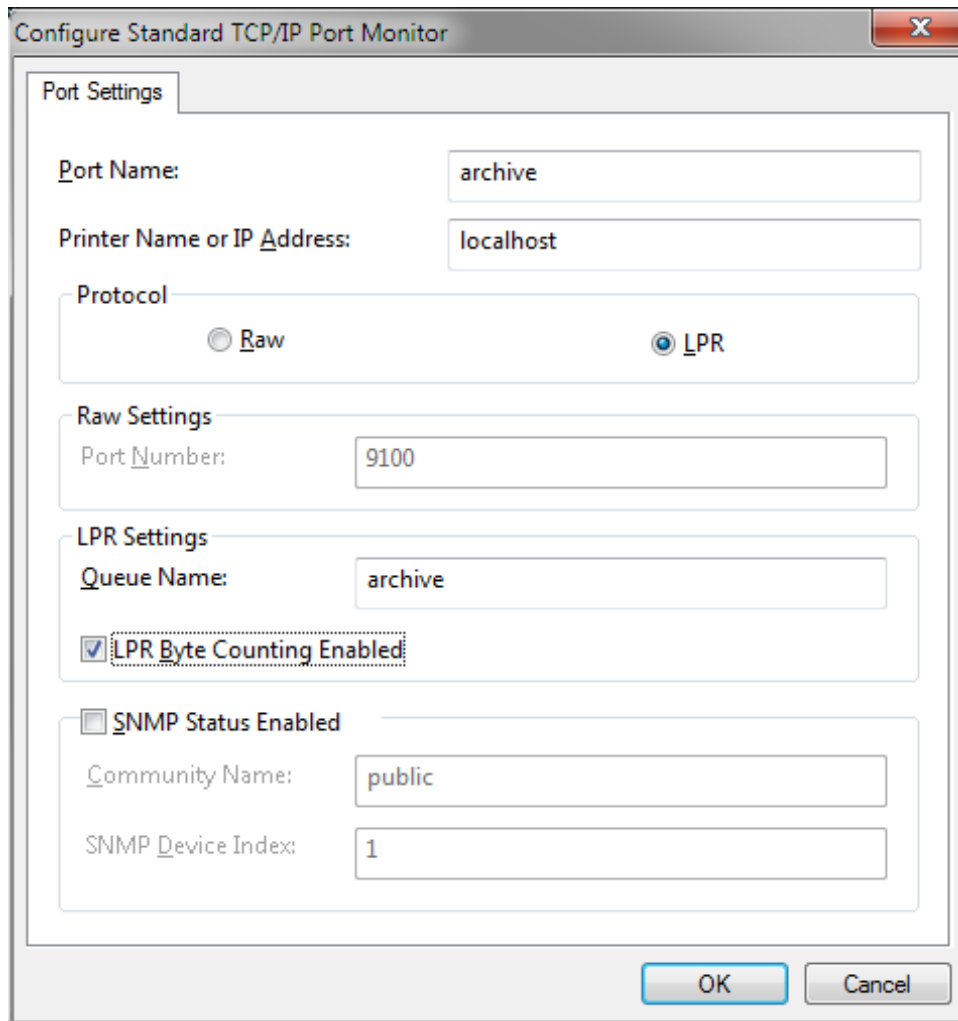 Configure Standard TCP/IP Port Monitor
Port Settings
Port Name: archive
Printer Name or IP Address: localhost
Protocol
Raw LPR
Raw Settings
Port Number: 9100
LPR Settings
Queue Name: archive
LPR Byte Counting Enabled
SNMP Status Enabled
Community Name: public
SNMP Device Index: 1
OK Cancel